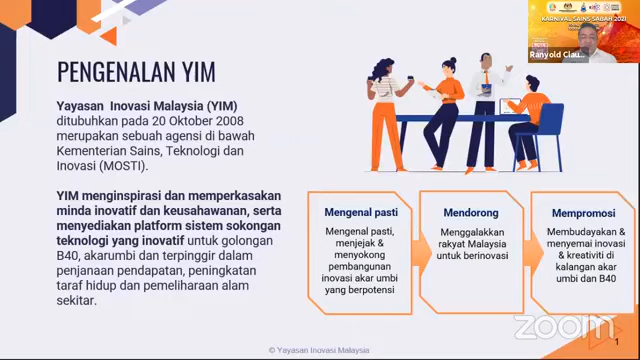 KARNIVAL SAINS SABAH 2021
Ranyold Clau...
PENGENALAN YIM
Yayasan Inovasi Malaysia (YIM)
ditubuhkan pada 20 Oktober 2008
merupakan sebuah agensi di bawah
Kementerian Sains, Teknologi dan
Inovasi (MOSTI).
YIM menginspirasi dan memperkasakan
minda inovatif dan keusahawanan, serta
menyediakan platform sistem sokongan
teknologi yang inovatif untuk golongan
B40, akarumbi dan terpinggir dalam
penjanaan pendapatan, peningkatan
taraf hidup dan pemeliharaan alam
sekitar.
Mengenal pasti
Mengenal pasti,
menjejak &
menyokong
pembangunan
inovasi akar umbi
yang berpotensi
Mendorong
Menggalakkan
rakyat Malaysia
untuk berinovasi
Mempromosi
Membudayakan &
menyemai inovasi
& kreativiti di
kalangan akar
umbi dan B40
zoom
1
© Yayasan Inovasi Malaysia